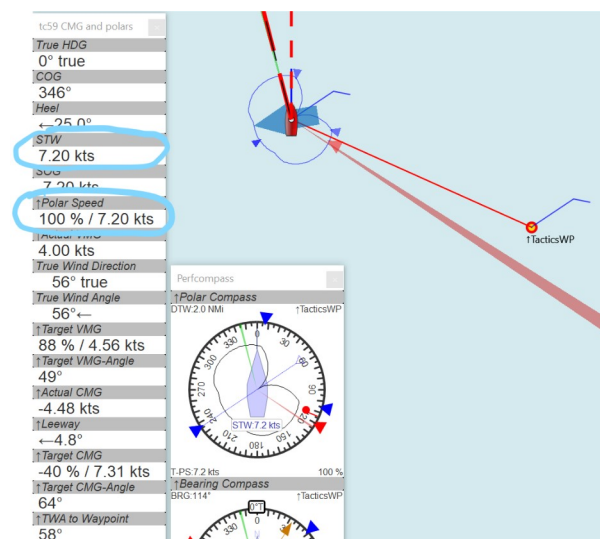 tc59 CMG and polars
True HDG
0° true
COG
346°
Heel
←25.0°
STW
7.20 kts
SOG
7.20 kts
↑Polar Speed
100 % / 7.20 kts
↑Actual VMG
4.00 kts
True Wind Direction
56° true
True Wind Angle
56°←
↑Target VMG
88 % / 4.56 kts
↑Target VMG-Angle
49°
↑Actual CMG
-4.48 kts
↑Leeway
←4.8°
↑Target CMG
-40 % / 7.31 kts
↑Target CMG-Angle
64°
↑TWA to Waypoint
58°
↑TacticsWP
Perfcompass
↑Polar Compass
DTW:2.0 NMi ↑TacticsWP
330 0 30
300 60
270 90
240 120
210 180 150
STW:7.2 kts
T-PS:7.2 kts 100 %
↑Bearing Compass
BRG:114° ↑TacticsWP
0°T
330 0